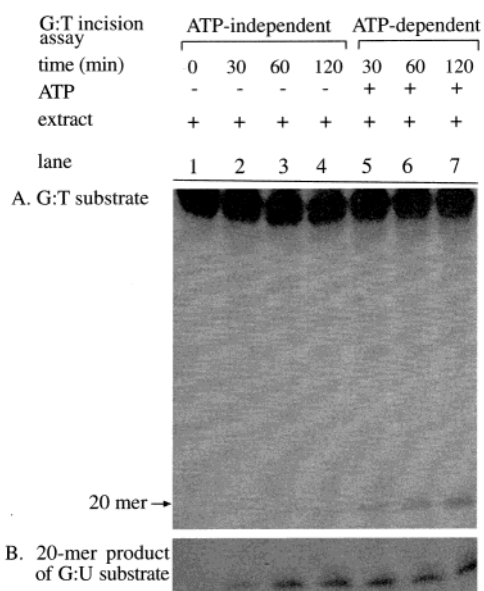 G:T incision assay ATP-independent ATP-dependent
time (min) 0 30 60 120 30 60 120
ATP - - - - + + +
extract + + + + + + +
lane 1 2 3 4 5 6 7
A. G:T substrate
20 mer→
B. 20-mer product
of G:U substrate